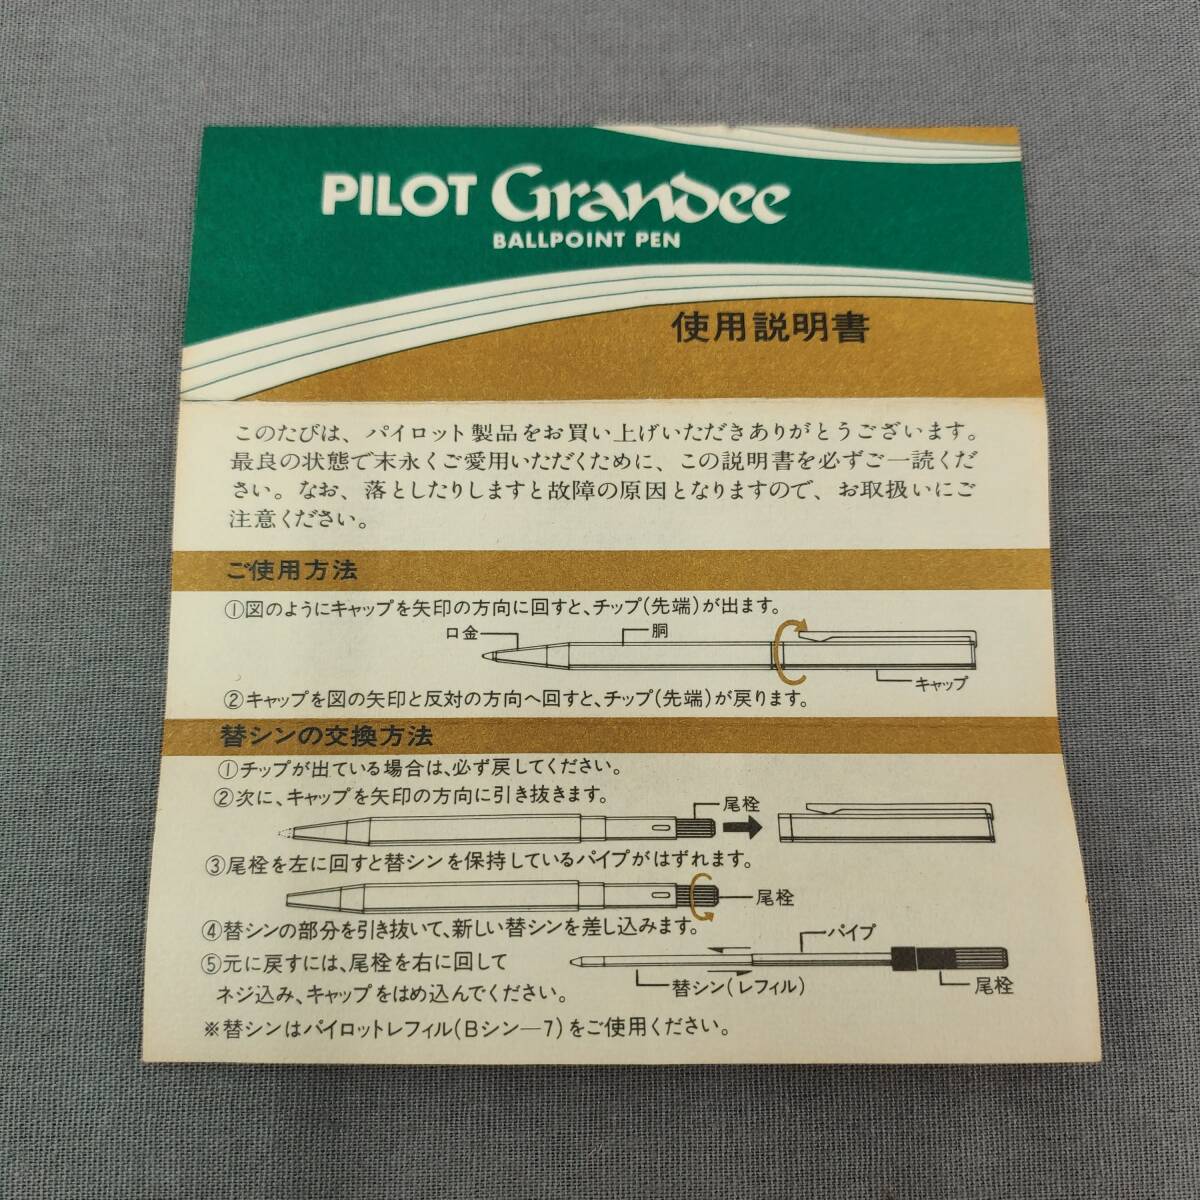 PILOT Grandee
BALLPOINT PEN
使用説明書
このたびは、パイロット製品をお買い上げいただきありがとうございます。
最良の状態で末永くご愛用いただくために、この説明書を必ずご一読くだ
さい。なお、落としたりしますと故障の原因となりますので、お取扱いにご
注意ください。
ご使用方法
①図のようにキャップを矢印の方向に回すと、チップ(先端)が出ます。
口金
胴
キャップ
②キャップを図の矢印と反対の方向へ回すと、チップ(先端)が戻ります。
替シンの交換方法
①チップが出ている場合は、必ず戻してください。
②次に、キャップを矢印の方向に引き抜きます。
尾栓
③尾栓を左に回すと替シンを保持しているパイプがはずれます。
尾栓
④替シンの部分を引き抜いて、新しい替シンを差し込みます。
パイプ
⑤元に戻すには、尾栓を右に回して
ネジ込み、キャップをはめ込んでください。
替シン(レフィル)
尾栓
※替シンはパイロットレフィル(Bシン―7)をご使用ください。